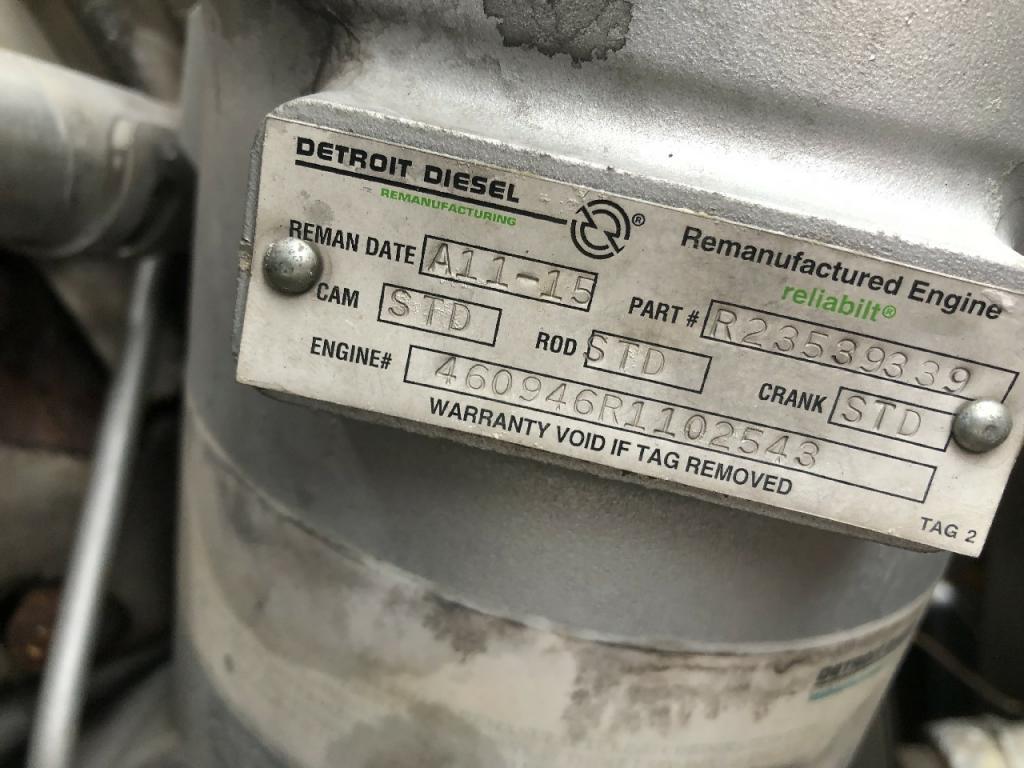 DETROIT DIESEL
REMANUFACTURING
®
Remanufactured Engine
reliabilt®
REMAN DATE A11-15
PART # R23539339
CAM STD
ROD STD
CRANK STD
ENGINE# 460946R1102543
WARRANTY VOID IF TAG REMOVED
TAG 2